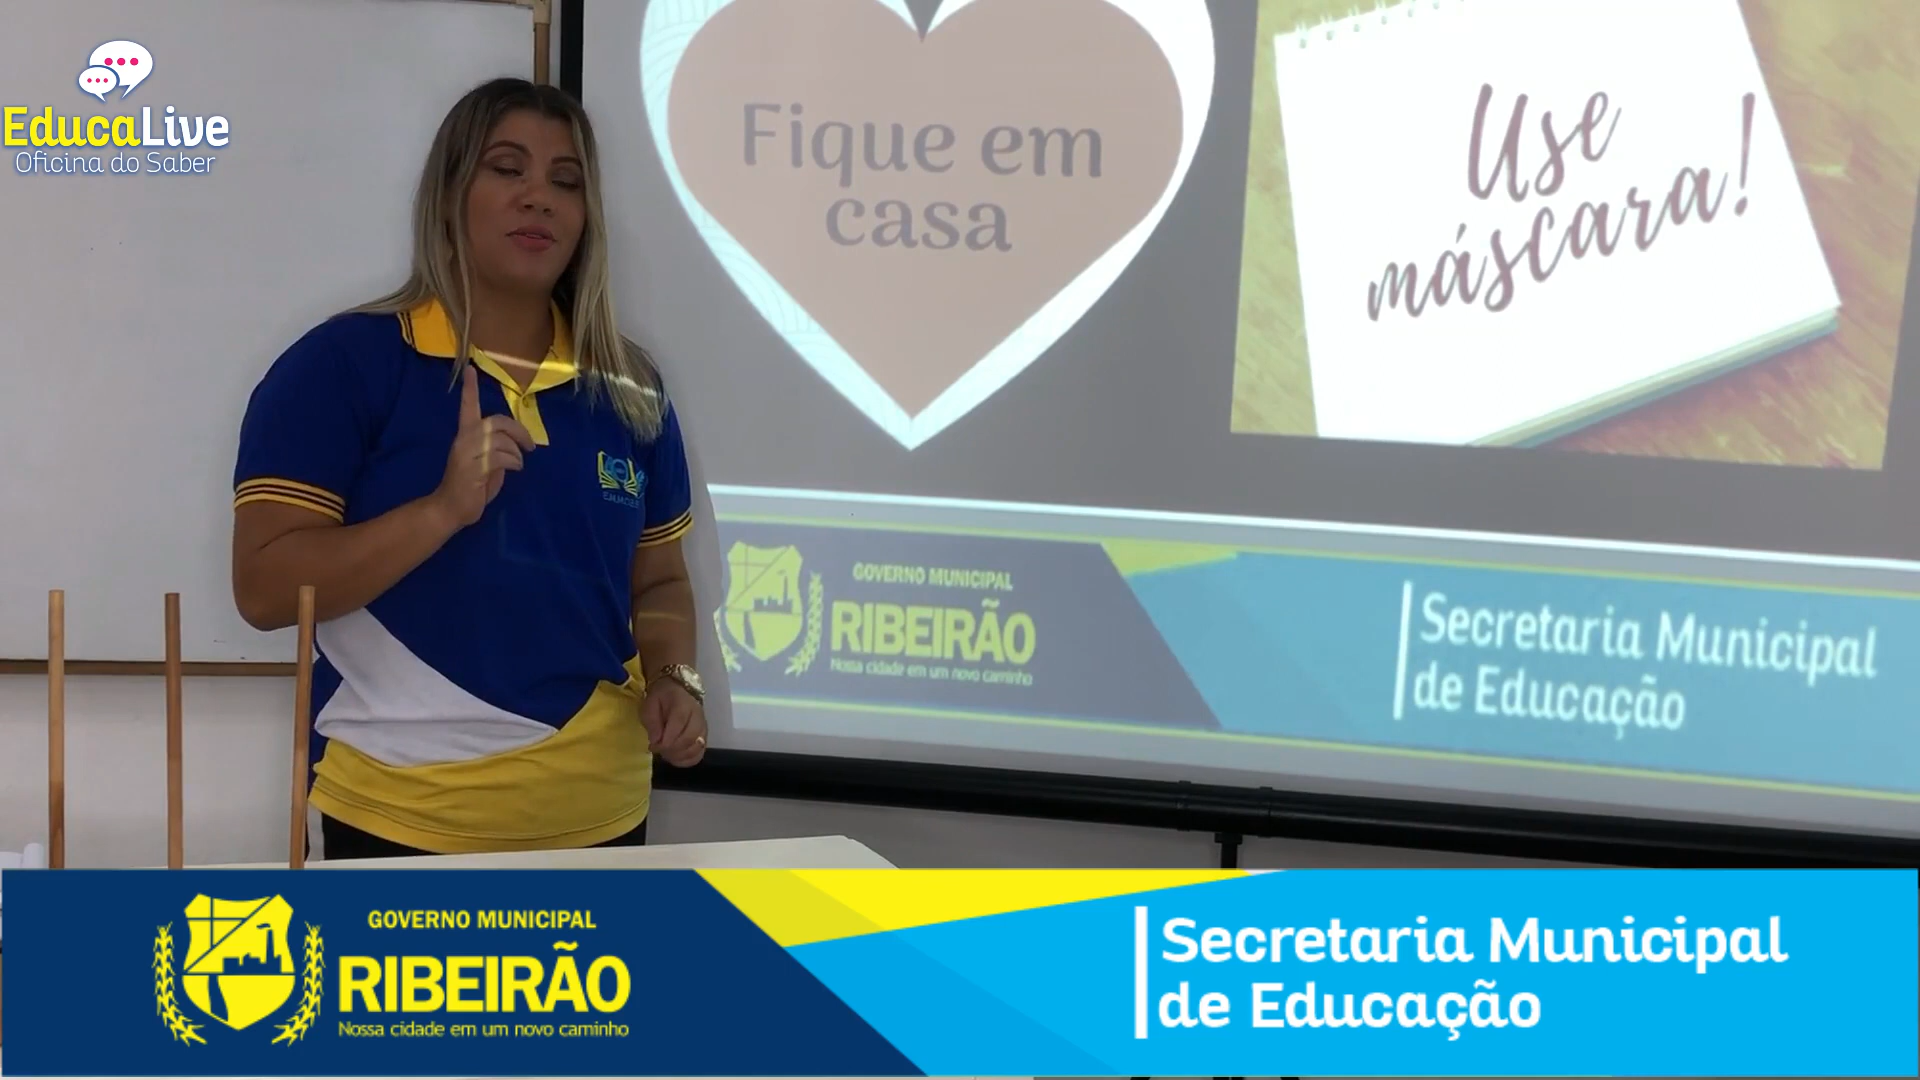 EducaLive
Oficina do Saber
Fique em
casa
Use
máscara!
GOVERNO MUNICIPAL
RIBEIRÃO
Nossa cidade em um novo caminho
Secretaria Municipal
de Educação
GOVERNO MUNICIPAL
RIBEIRÃO
Nossa cidade em um novo caminho
Secretaria Municipal
de Educação